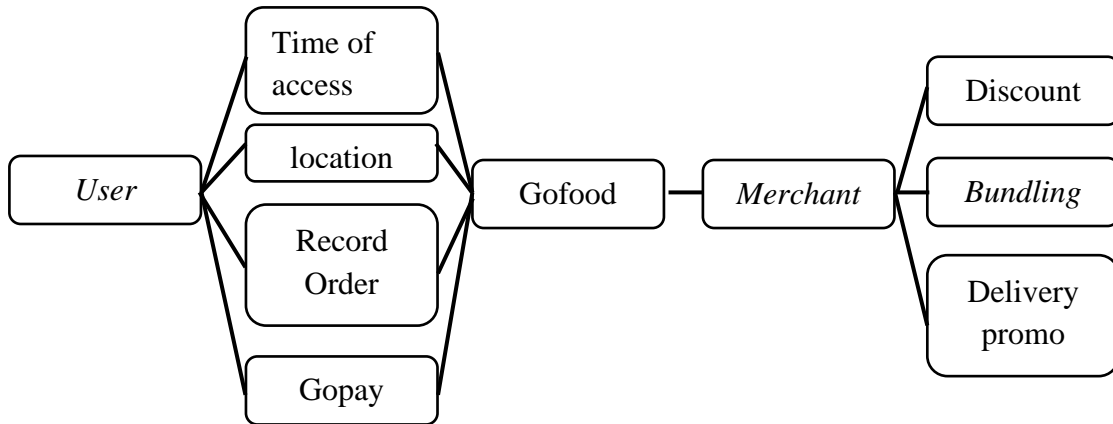 User
Time of
access
location
Record
Order
Gopay
Gofood
Merchant
Discount
Bundling
Delivery
promo